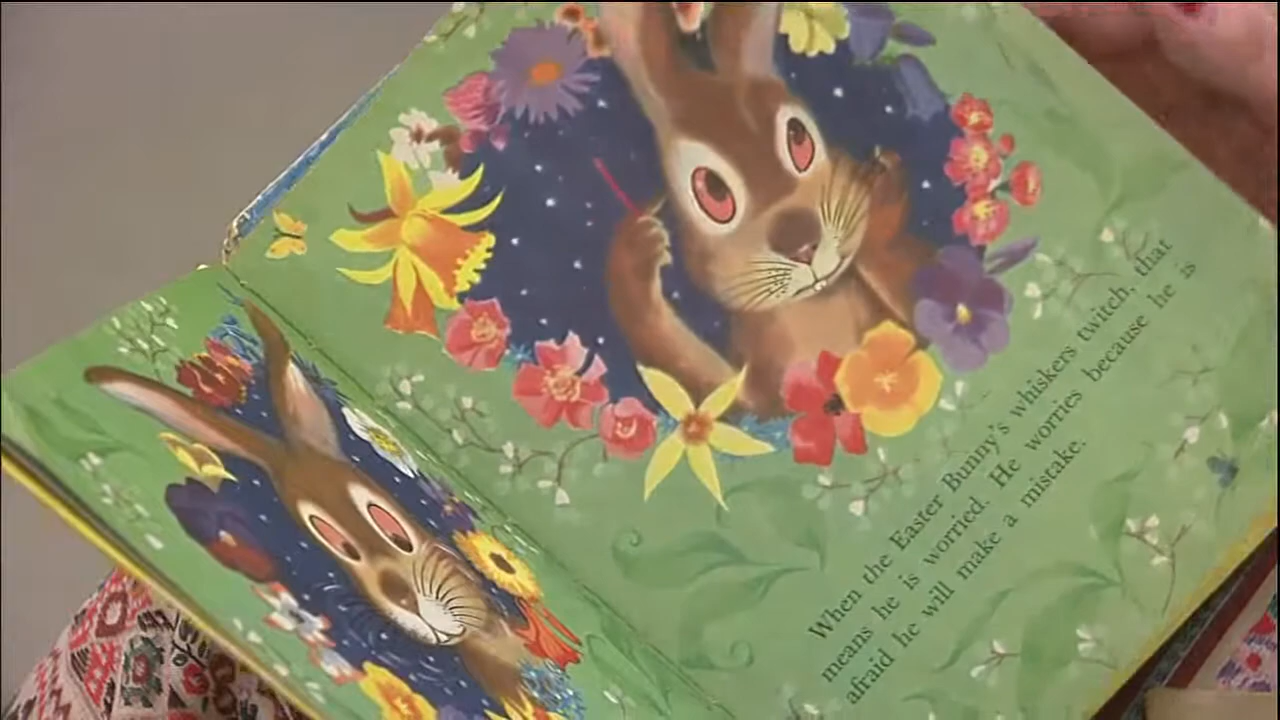 When the Easter Bunny's whiskers twitch, that
means he is worried. He worries because he is
afraid he will make a mistake.